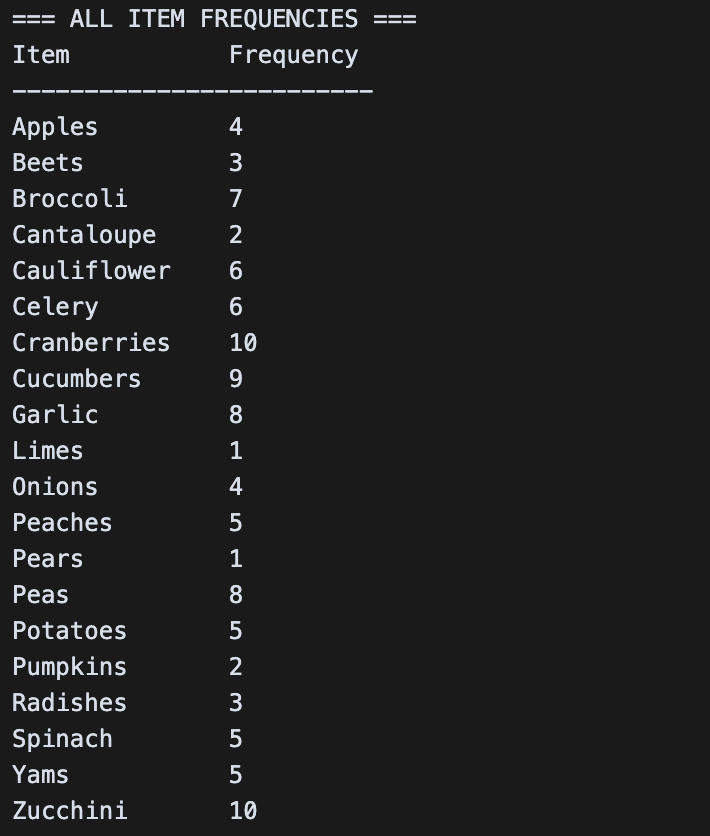 === ALL ITEM FREQUENCIES ===
Item           Frequency
-------------------------
Apples         4
Beets          3
Broccoli       7
Cantaloupe     2
Cauliflower    6
Celery         6
Cranberries    10
Cucumbers      9
Garlic         8
Limes          1
Onions         4
Peaches        5
Pears          1
Peas           8
Potatoes       5
Pumpkins       2
Radishes       3
Spinach        5
Yams           5
Zucchini       10